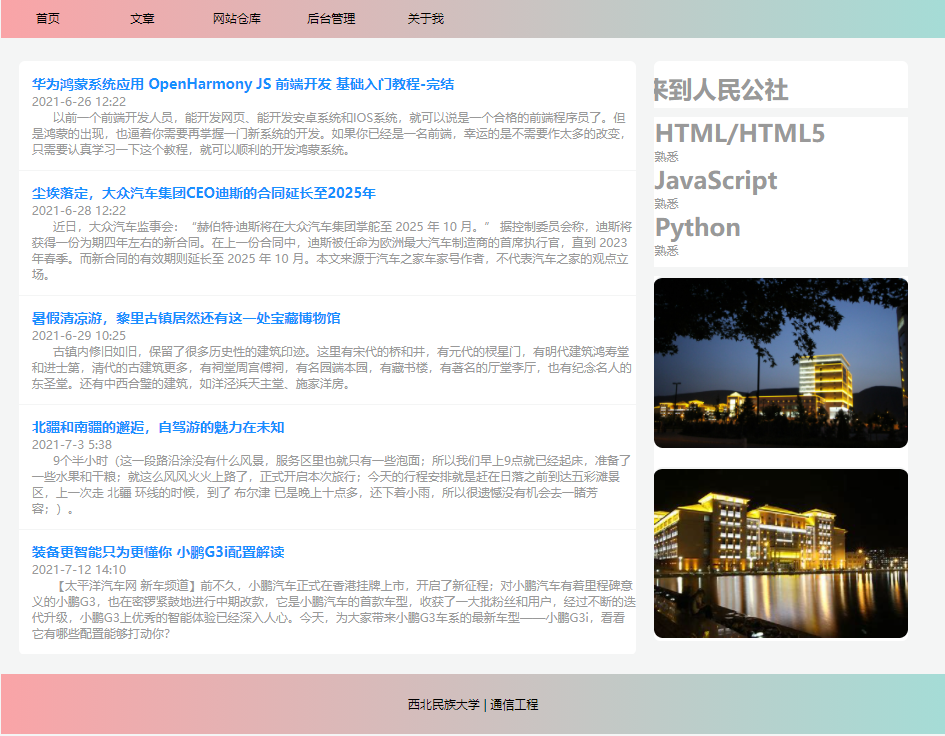 首页 文章 网站仓库 后台管理 关于我
华为鸿蒙系统应用 OpenHarmony JS 前端开发 基础入门教程-完结
2021-6-26 12:22
以前一个前端开发人员，能开发网页、能开发安卓系统和IOS系统，就可以说是一个合格的前端程序员了。但
是鸿蒙的出现，也逼着你需要再掌握一门新系统的开发。如果你已经是一名前端，幸运的是不需要作太多的改变，
只需要认真学习一下这个教程，就可以顺利的开发鸿蒙系统。
尘埃落定，大众汽车集团CEO迪斯的合同延长至2025年
2021-6-28 12:22
近日，大众汽车监事会：“赫伯特·迪斯将在大众汽车集团掌舵至 2025 年 10 月。” 据控制委员会称，迪斯将
获得一份为期四年左右的新合同。在上一份合同中，迪斯被任命为欧洲最大汽车制造商的首席执行官，直到 2023
年春季。而新合同的有效期则延长至 2025 年 10 月。本文来源于汽车之家车家号作者，不代表汽车之家的观点立
场。
暑假清凉游，黎里古镇居然还有这一处宝藏博物馆
2021-6-29 10:25
古镇内修旧如旧，保留了很多历史性的建筑印迹。这里有宋代的桥和井，有元代的棂星门，有明代建筑鸿寿堂
和进士第，清代的古建筑更多，有祠堂周宫傅祠，有名园端本园，有藏书楼，有著名的厅堂李厅，也有纪念名人的
东圣堂。还有中西合璧的建筑，如洋泾浜天主堂、施家洋房。
北疆和南疆的邂逅，自驾游的魅力在未知
2021-7-3 5:38
9个半小时（这一段路沿途没有什么风景，服务区里也就只有一些泡面；所以我们早上9点就已经起床，准备了
一些水果和干粮；就这么风风火火上路了，正式开启本次旅行；今天的行程安排就是赶在日落之前到达五彩滩景
区，上一次走 北疆 环线的时候，到了 布尔津 已是晚上十点多，还下着小雨，所以很遗憾没有机会去一睹芳
容；）。
装备更智能只为更懂你 小鹏G3i配置解读
2021-7-12 14:10
【太平洋汽车网 新车频道】前不久，小鹏汽车正式在香港挂牌上市，开启了新征程；对小鹏汽车有着里程碑意
义的小鹏G3，也在密锣紧鼓地进行中期改款，它是小鹏汽车的首款车型，收获了一大批粉丝和用户，经过不断的迭
代升级，小鹏G3上优秀的智能体验已经深入人心。今天，为大家带来小鹏G3车系的最新车型——小鹏G3i，看看
它有哪些配置能够打动你？
来到人民公社
HTML/HTML5
熟悉
JavaScript
熟悉
Python
熟悉
西北民族大学 | 通信工程